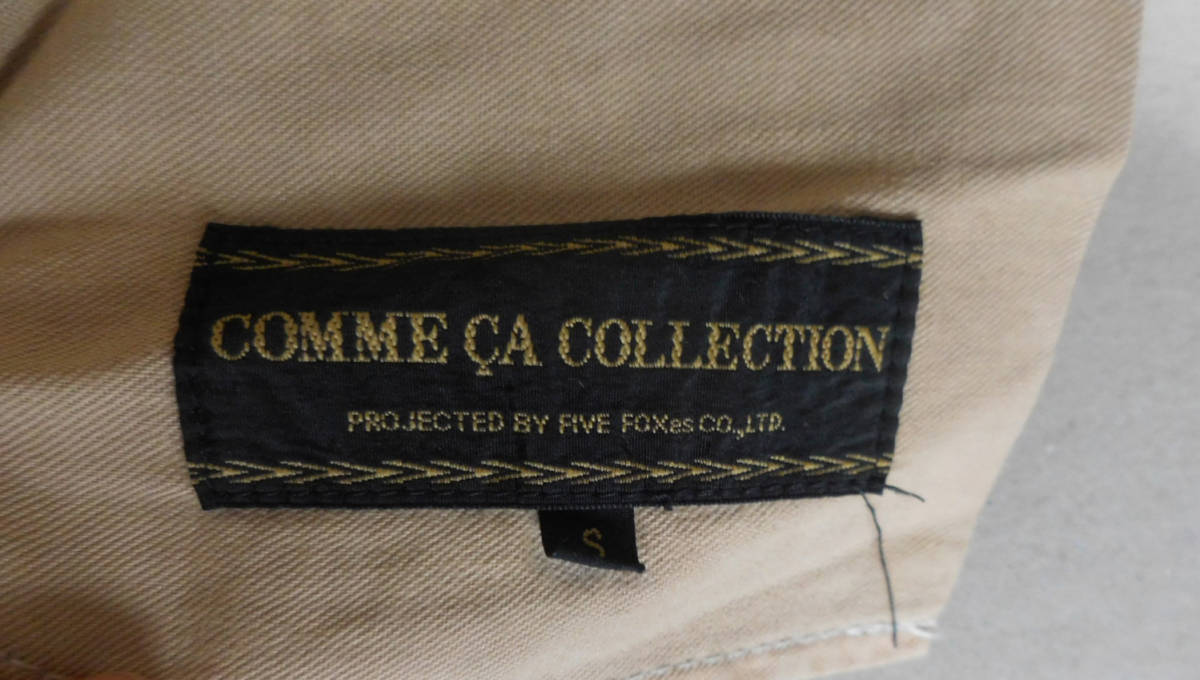 COMME ÇA COLLECTION
PROJECTED BY FIVE FOXes CO.,LTD.
S